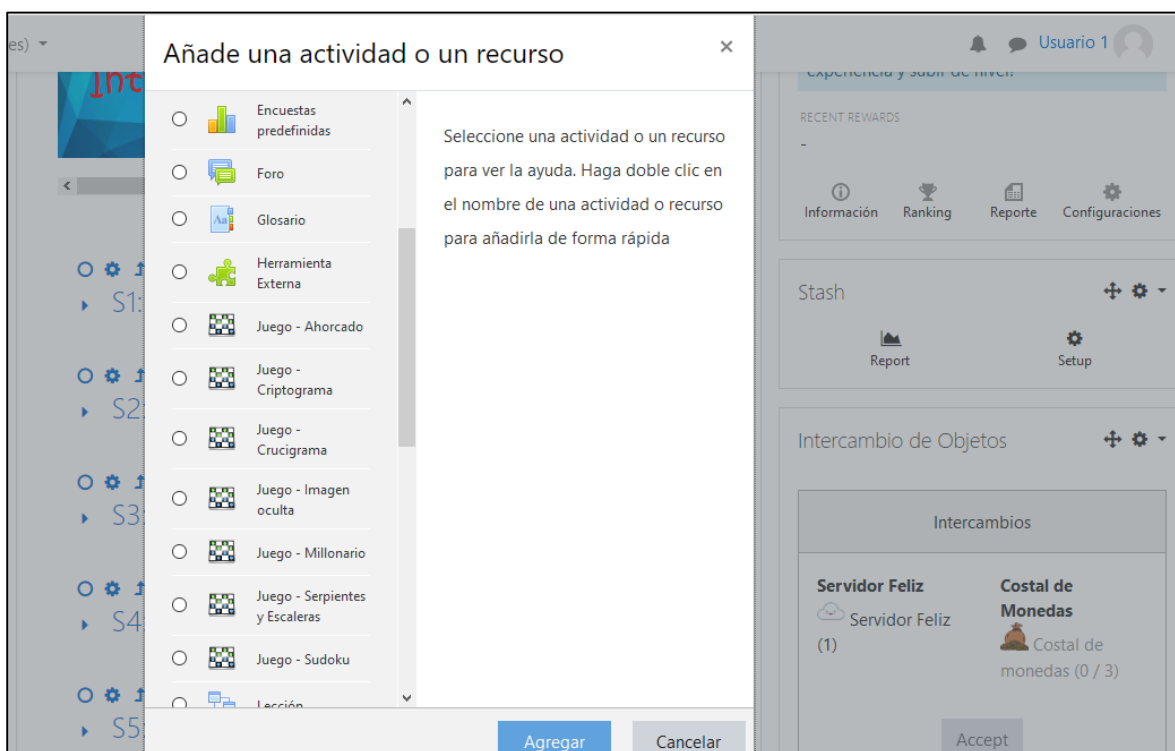 es)
Usuario 1
Añade una actividad o un recurso
Int
Encuestas
predefinidas
Foro
Glosario
Herramienta
Externa
Juego - Ahorcado
Juego -
Criptograma
Juego -
Crucigrama
Juego - Imagen
oculta
Juego - Millonario
Juego - Serpientes
y Escaleras
Juego - Sudoku
Lección
Seleccione una actividad o un recurso
para ver la ayuda. Haga doble clic en
el nombre de una actividad o recurso
para añadirla de forma rápida
Agregar
Cancelar
S1:
S2:
S3:
S4:
S5:
experiencia y subir de nivel!
RECENT REWARDS
-
Información
Ranking
Reporte
Configuraciones
Stash
Report
Setup
Intercambio de Objetos
Intercambios
Servidor Feliz
Servidor Feliz
(1)
Costal de
Monedas
Costal de
monedas (0 / 3)
Accept